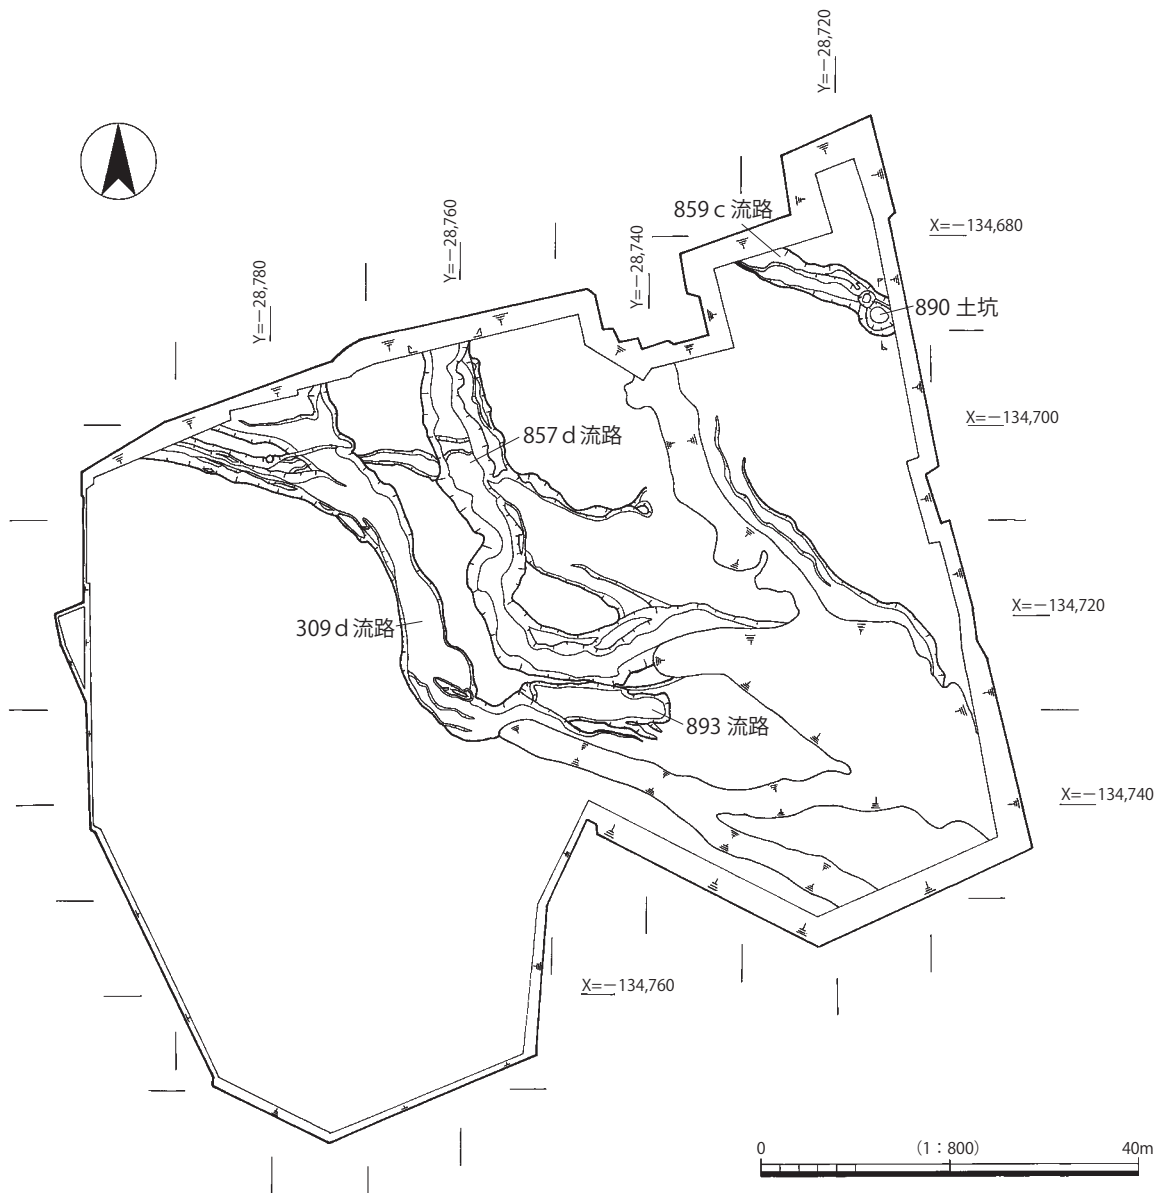 Y=－28,720
859ｃ流路
X=－134,680
Y=－28,760
Y=－28,740
Y=－28,780
890 土坑
X=－134,700
857ｄ流路
X=－134,720
309ｄ流路
893 流路
X=－134,740
X=－134,760
0 （1：800） 40m